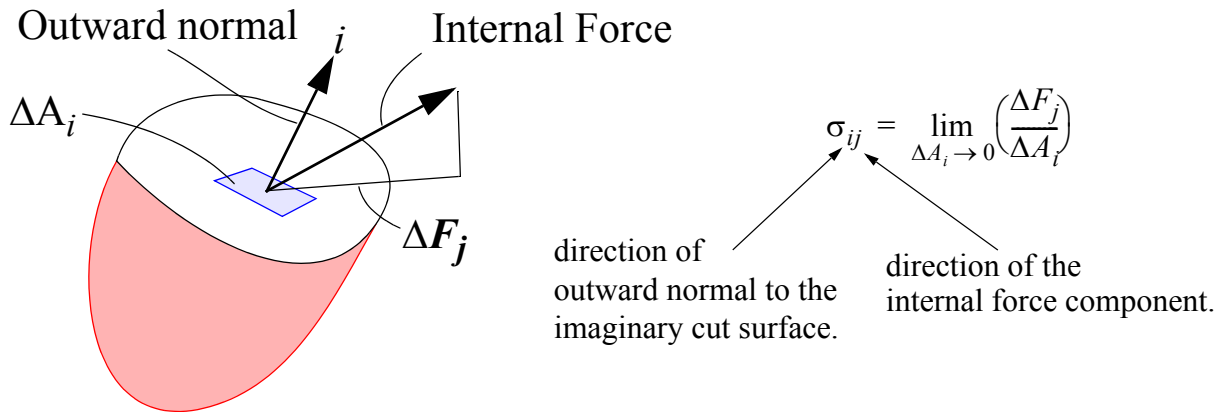 Outward normal
i
Internal Force
ΔA_i
ΔF_j
σ_ij = lim_{ΔA_i → 0} (ΔF_j / ΔA_i)
direction of
outward normal to the
imaginary cut surface.
direction of the
internal force component.